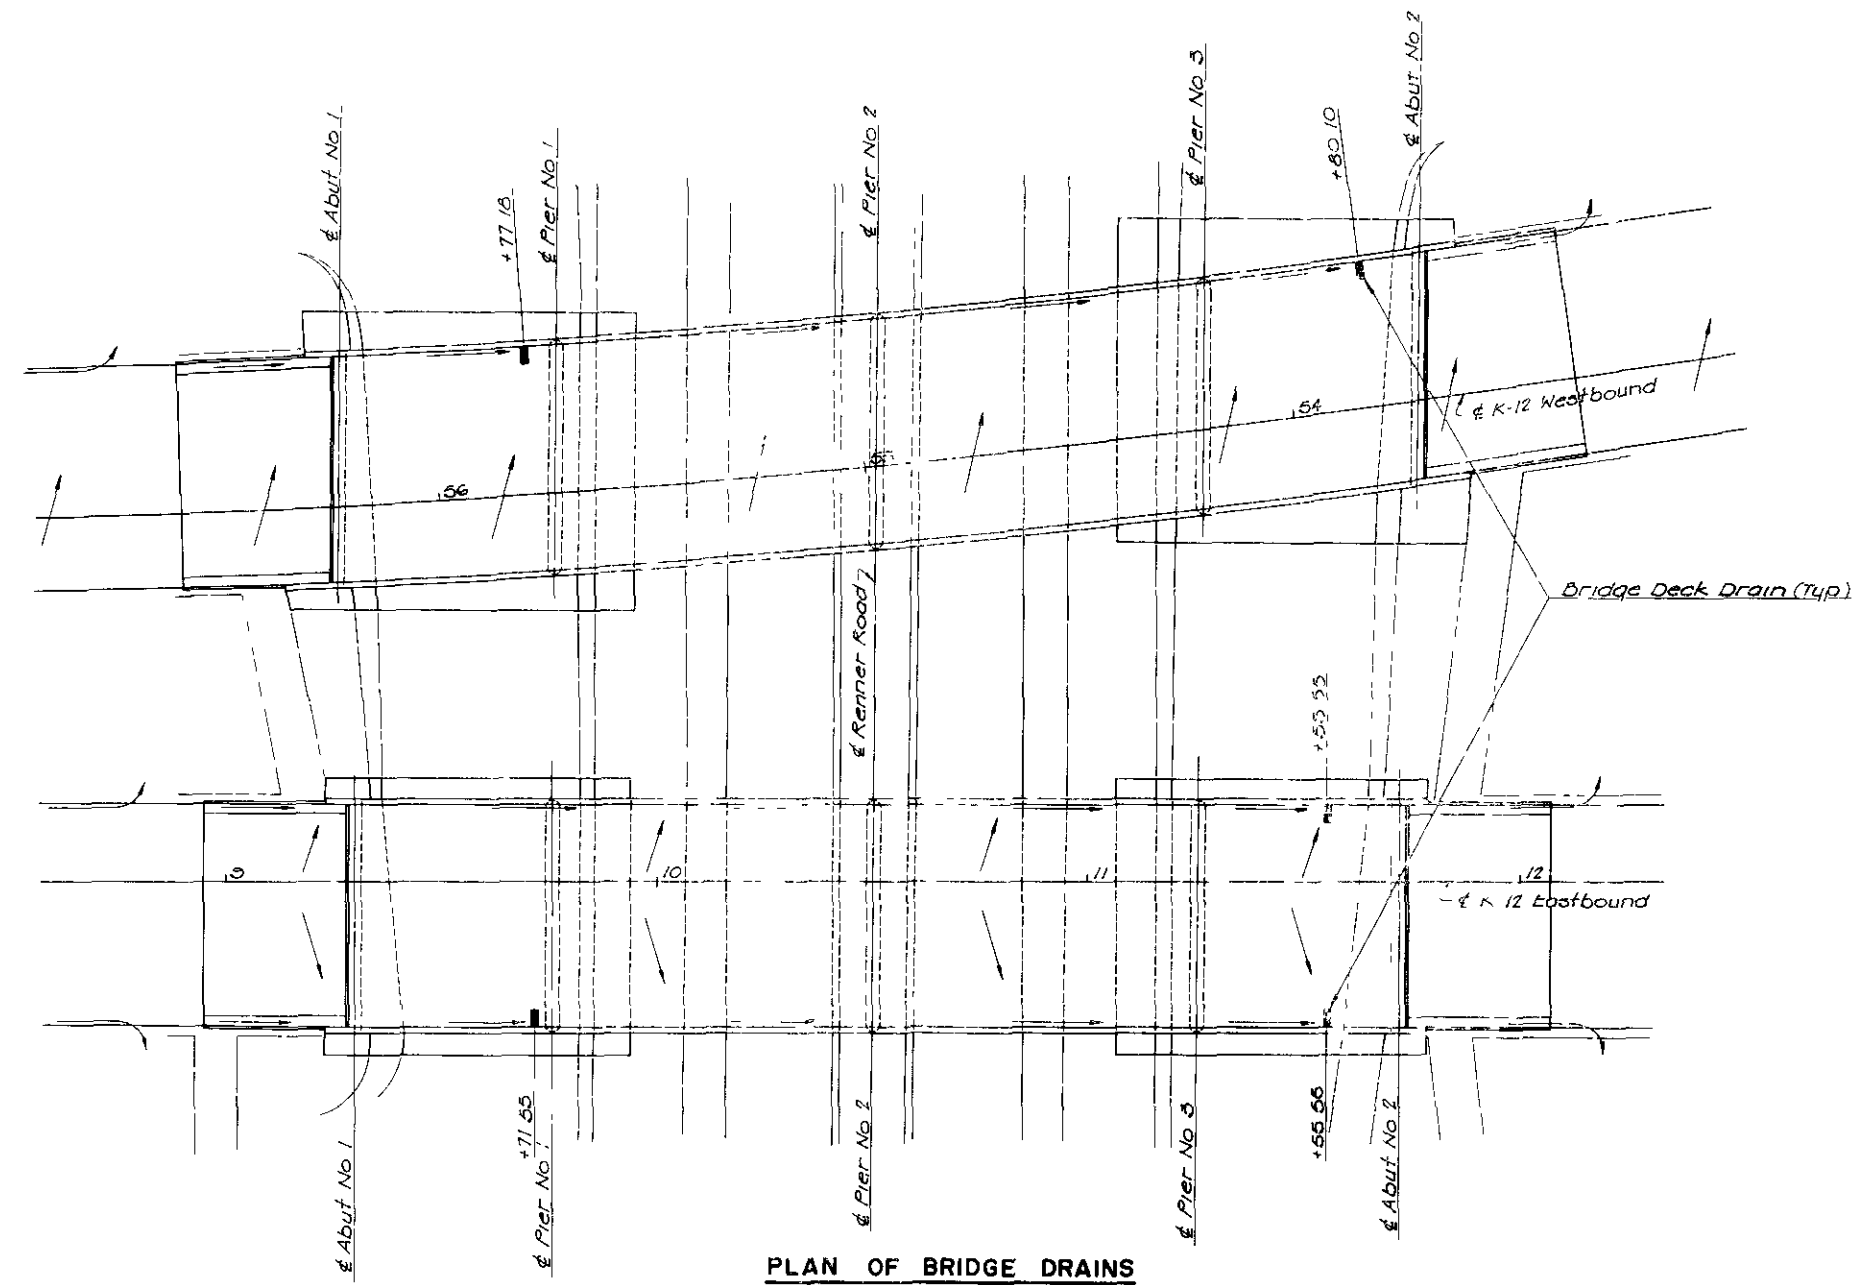 ℄ Abut No 1
+77 18
℄ Pier No 1
℄ Pier No 2
℄ Pier No 3
+80 10
℄ Abut No 2
56
54
℄ K-12 Westbound
Bridge Deck Drain (Typ)
℄ Renner Road
+55 55
9
10
11
12
℄ K 12 Eastbound
℄ Abut No 1
+71 55
℄ Pier No 1
℄ Pier No 2
℄ Pier No 3
+55 55
℄ Abut No 2
PLAN OF BRIDGE DRAINS